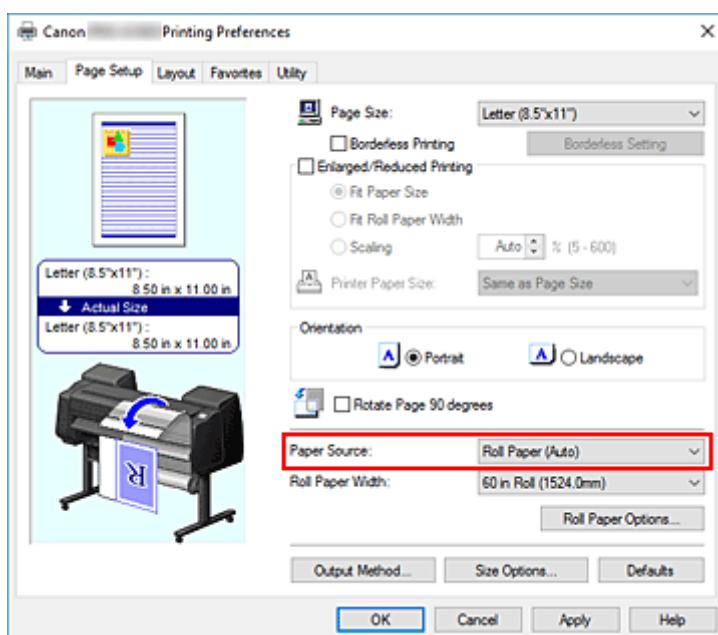 Canon Printing Preferences
Main Page Setup Layout Favorites Utility
Page Size: Letter (8.5"x11")
Borderless Printing Borderless Setting
Enlarged/Reduced Printing
Fit Paper Size
Fit Roll Paper Width
Scaling Auto % (5 - 600)
Printer Paper Size: Same as Page Size
Letter (8.5"x11") :
8.50 in x 11.00 in
Actual Size
Letter (8.5"x11") :
8.50 in x 11.00 in
Orientation
A Portrait A Landscape
Rotate Page 90 degrees
Paper Source: Roll Paper (Auto)
Roll Paper Width: 60 in Roll (1524.0mm)
Roll Paper Options...
R
Output Method... Size Options... Defaults
OK Cancel Apply Help